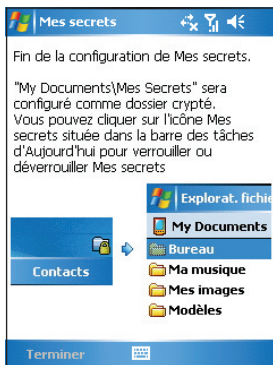 Mes secrets
Fin de la configuration de Mes secrets.
"My Documents\Mes Secrets" sera
configuré comme dossier crypté.
Vous pouvez cliquer sur l'icône Mes
secrets située dans la barre des tâches
d'Aujourd'hui pour verrouiller ou
déverrouiller Mes secrets
Explorat. fichie
My Documents
Bureau
Contacts
Ma musique
Mes images
Modèles
Terminer